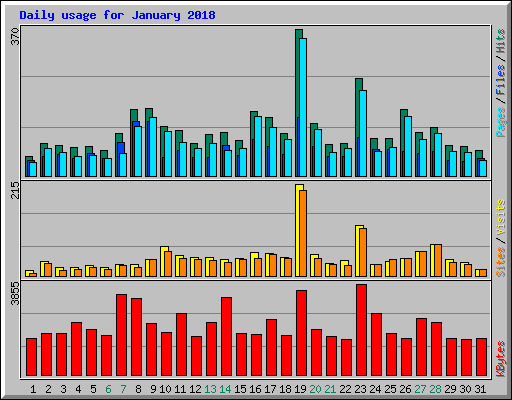 Daily usage for January 2018
370
Pages / Files / Hits
215
Sites / Visits
3855
KBytes
1 2 3 4 5 6 7 8 9 10 11 12 13 14 15 16 17 18 19 20 21 22 23 24 25 26 27 28 29 30 31